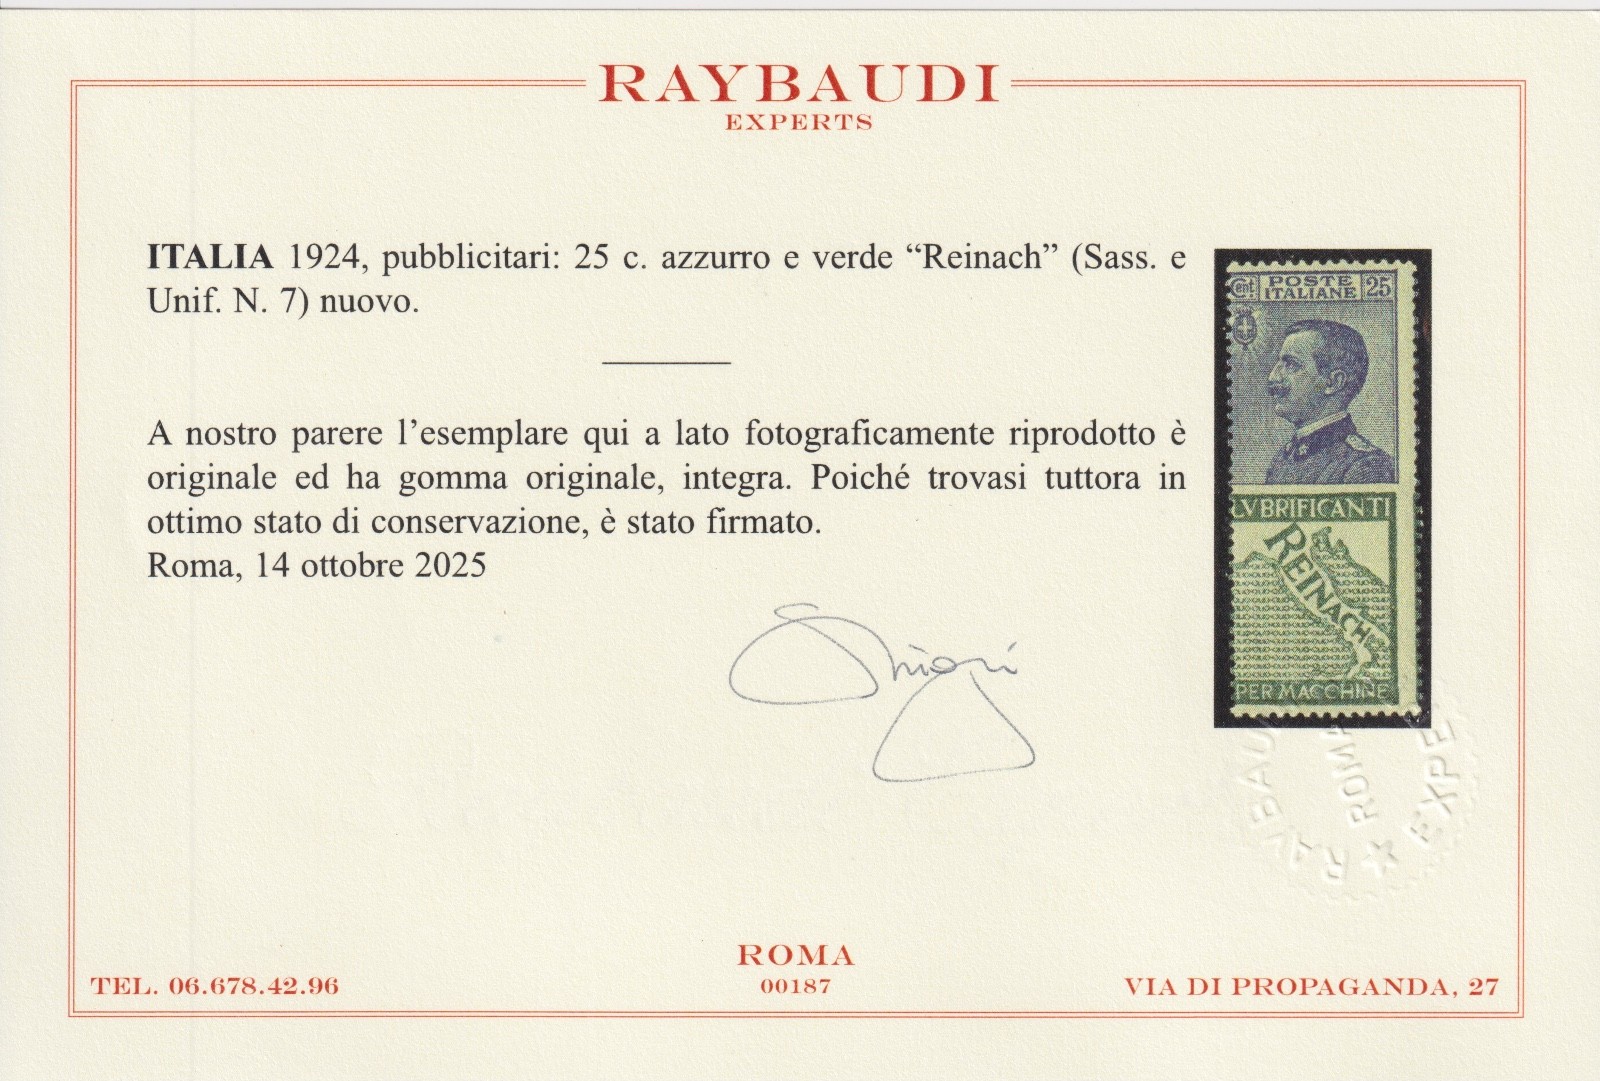 RAYBAUDI
EXPERTS
ITALIA 1924, pubblicitari: 25 c. azzurro e verde “Reinach” (Sass. e
Unif. N. 7) nuovo.
A nostro parere l’esemplare qui a lato fotograficamente riprodotto è
originale ed ha gomma originale, integra. Poiché trovasi tuttora in
ottimo stato di conservazione, è stato firmato.
Roma, 14 ottobre 2025
Cent. POSTE ITALIANE 25
LVBRIFICANTI
REINACH
PER MACCHINE
RAYBAU
ROMA
EXPE
ROMA
00187
TEL. 06.678.42.96
VIA DI PROPAGANDA, 27